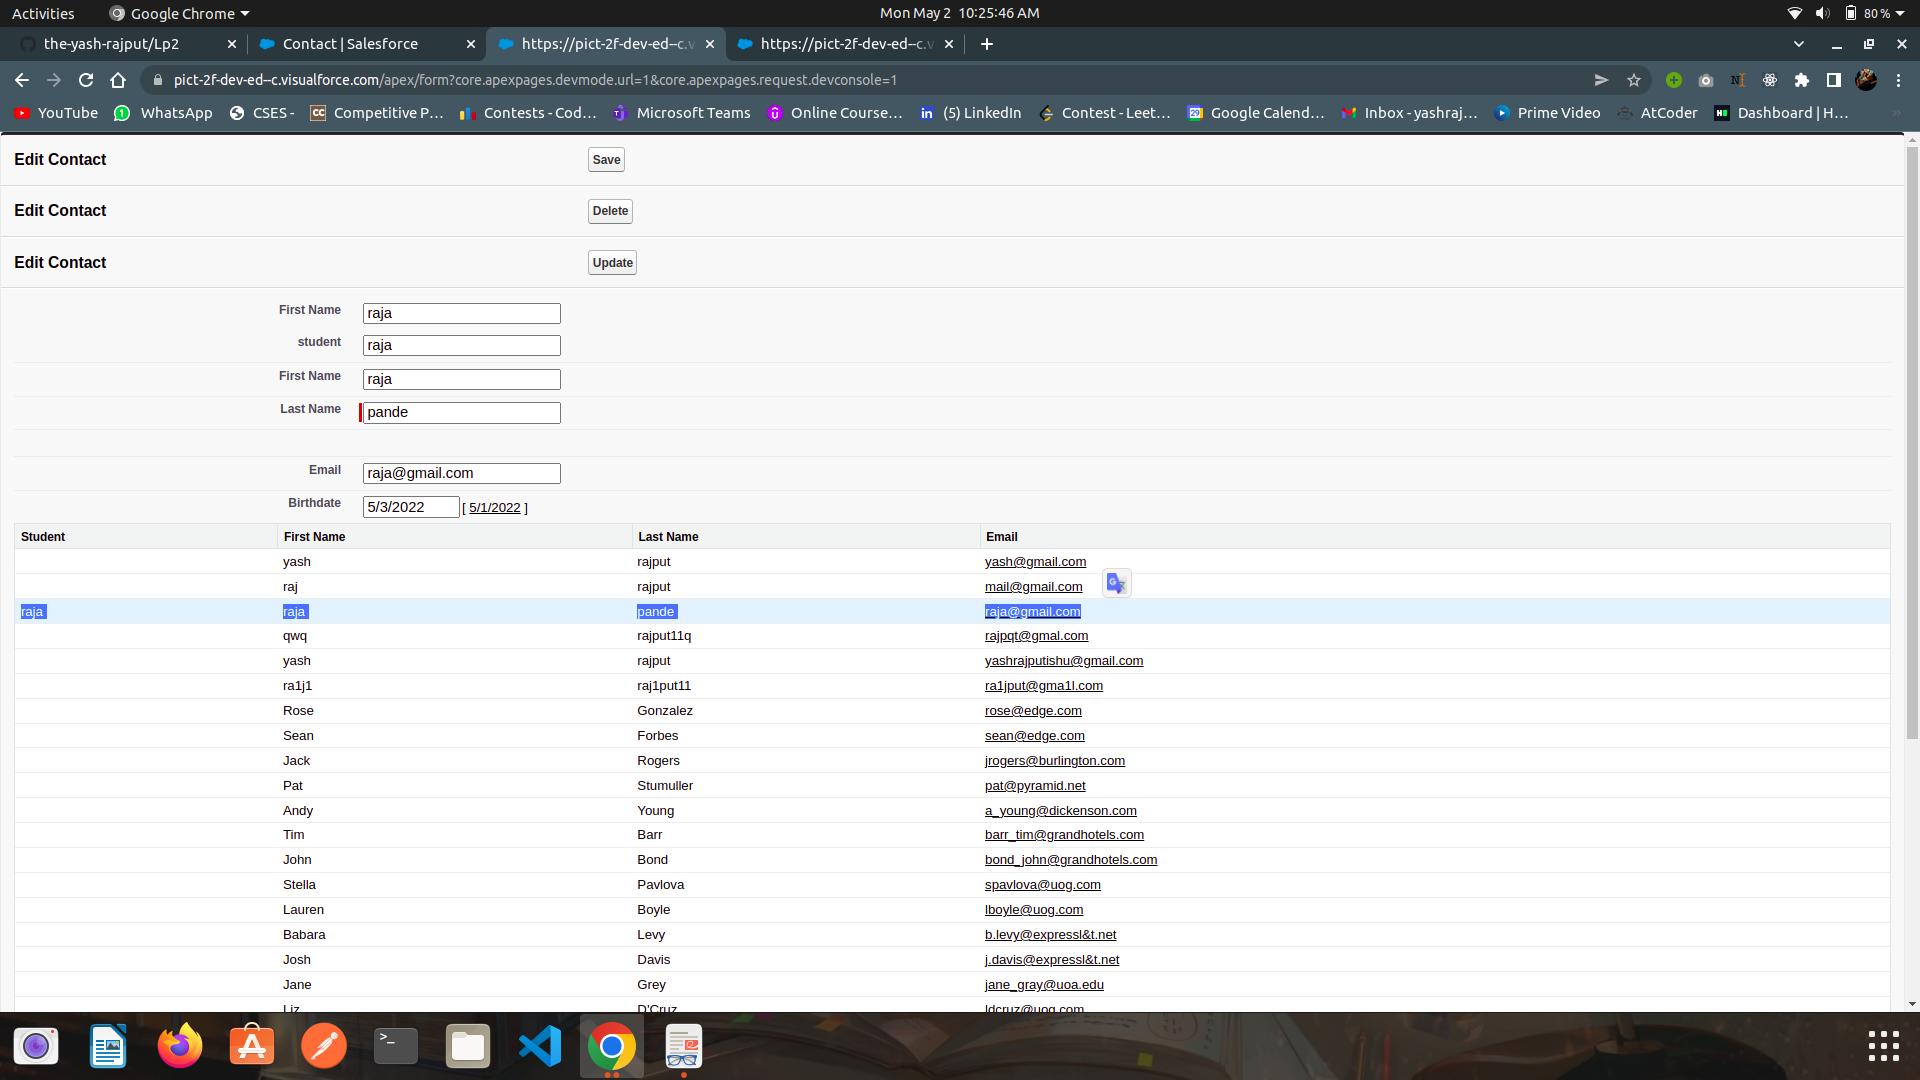 Activities Google Chrome Mon May 2 10:25:46 AM 80 %
the-yash-rajput/Lp2 Contact | Salesforce https://pict-2f-dev-ed--c.v https://pict-2f-dev-ed--c.v
pict-2f-dev-ed--c.visualforce.com/apex/form?core.apexpages.devmode.url=1&core.apexpages.request.devconsole=1
YouTube WhatsApp CSES - Competitive P... Contests - Cod... Microsoft Teams Online Course... (5) LinkedIn Contest - Leet... Google Calend... Inbox - yashraj... Prime Video AtCoder Dashboard | H...
Edit Contact Save
Edit Contact Delete
Edit Contact Update
First Name raja
student raja
First Name raja
Last Name pande
Email raja@gmail.com
Birthdate 5/3/2022 [ 5/1/2022 ]
Student First Name Last Name Email
yash rajput yash@gmail.com
raj rajput mail@gmail.com
raja raja pande raja@gmail.com
qwq rajput11q rajpqt@gmal.com
yash rajput yashrajputishu@gmail.com
ra1j1 raj1put11 ra1jput@gma1l.com
Rose Gonzalez rose@edge.com
Sean Forbes sean@edge.com
Jack Rogers jrogers@burlington.com
Pat Stumuller pat@pyramid.net
Andy Young a_young@dickenson.com
Tim Barr barr_tim@grandhotels.com
John Bond bond_john@grandhotels.com
Stella Pavlova spavlova@uog.com
Lauren Boyle lboyle@uog.com
Babara Levy b.levy@expressl&t.net
Josh Davis j.davis@expressl&t.net
Jane Grey jane_gray@uoa.edu
Liz D'Cruz ldcruz@uog.com